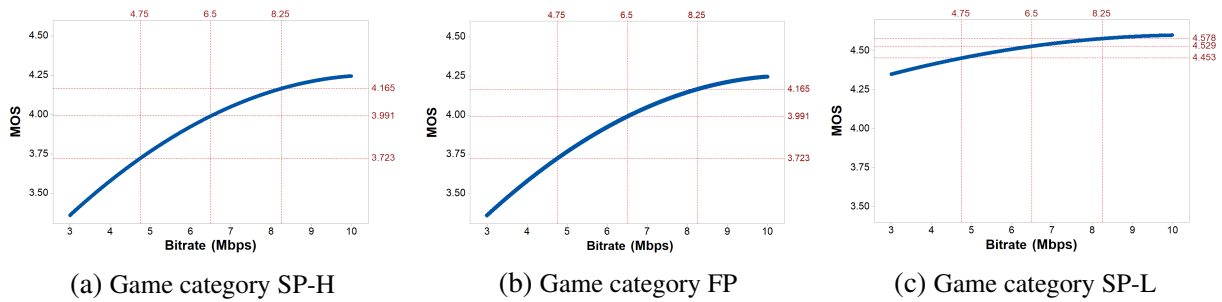 4.75 6.5 8.25
4.50
4.25
4.165
4.00
3.991
3.75
3.723
3.50
MOS
3 4 5 6 7 8 9 10
Bitrate (Mbps)
(a) Game category SP-H
4.75 6.5 8.25
4.50
4.25
4.165
4.00
3.991
3.75
3.723
3.50
MOS
3 4 5 6 7 8 9 10
Bitrate (Mbps)
(b) Game category FP
4.75 6.5 8.25
4.578
4.50
4.529
4.453
4.25
4.00
3.75
3.50
MOS
3 4 5 6 7 8 9 10
Bitrate (Mbps)
(c) Game category SP-L